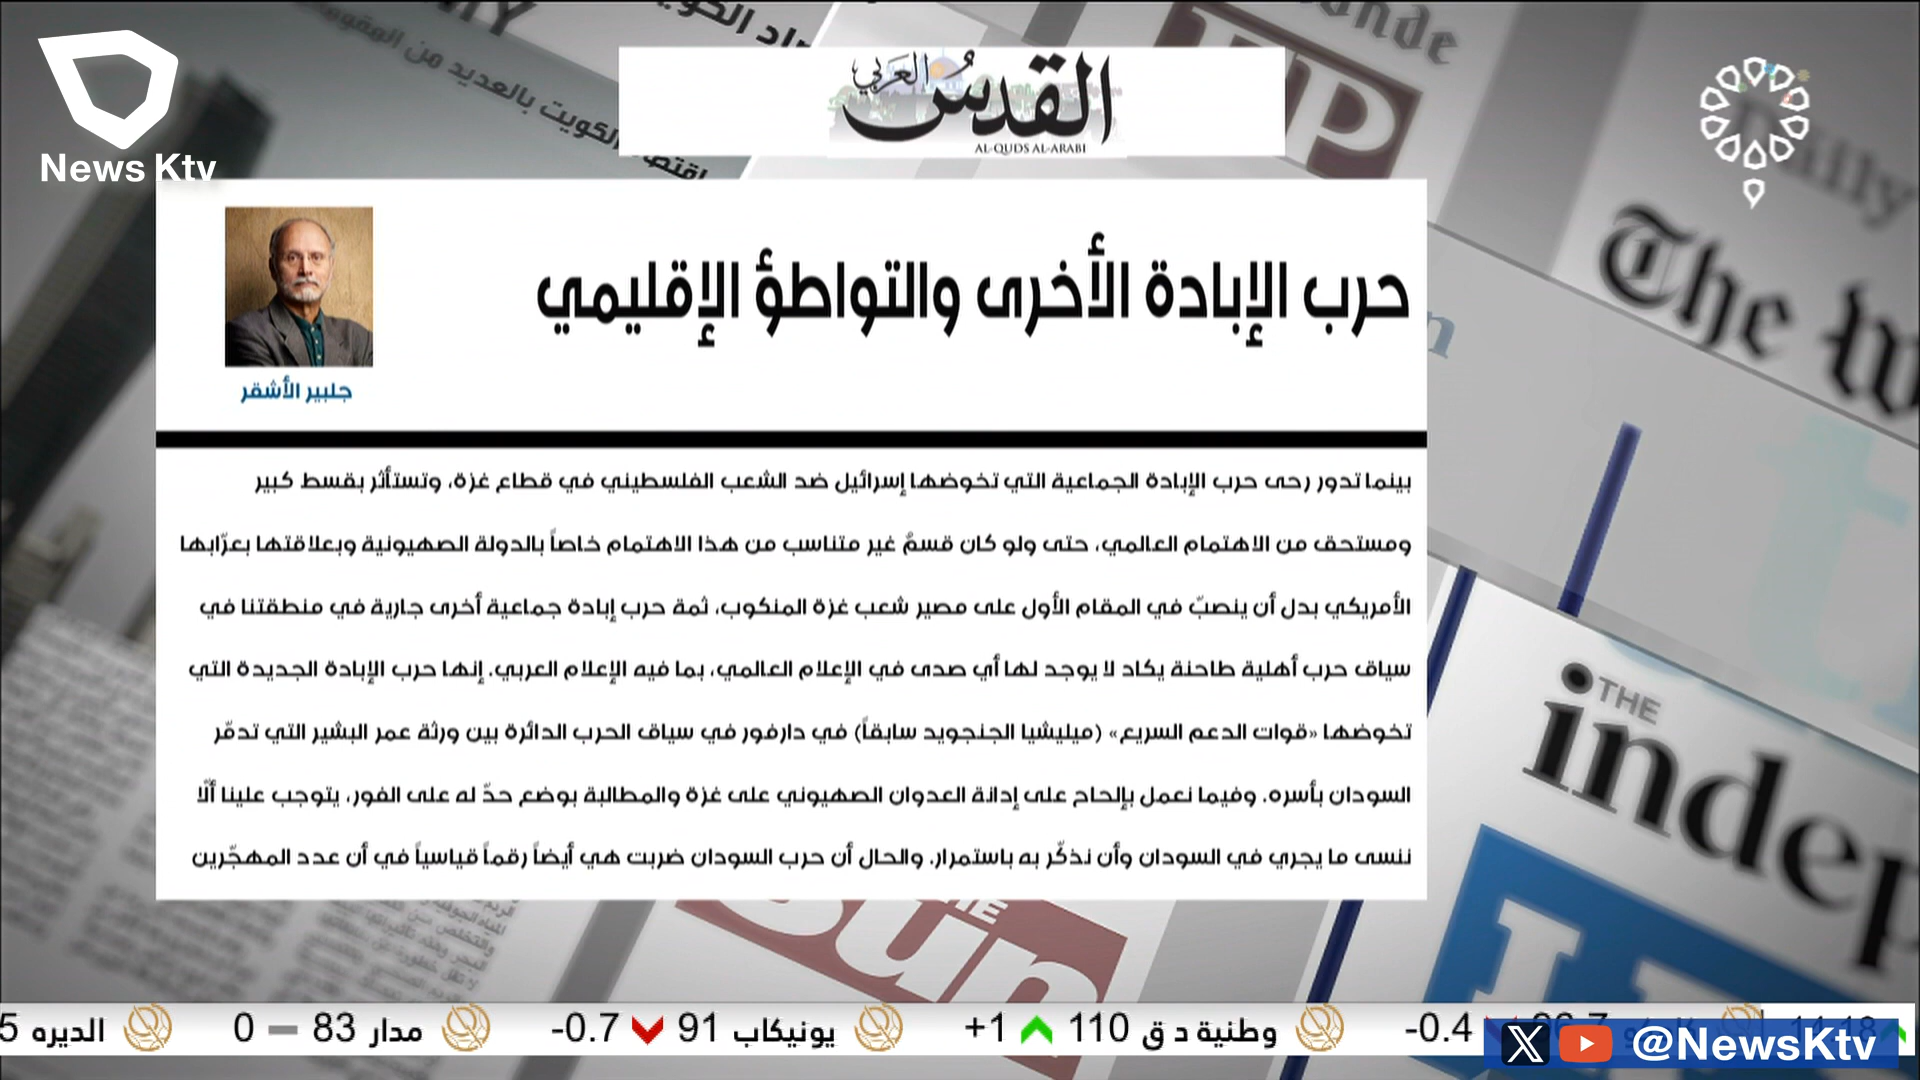 News Ktv
القدس العربي
AL-QUDS AL-ARABI
حرب الإبادة الأخرى والتواطؤ الإقليمي
جلبير الأشقر
بينما تدور رحى حرب الإبادة الجماعية التي تخوضها إسرائيل ضد الشعب الفلسطيني في قطاع غزة، وتستأثر بقسط كبير
ومستحق من الاهتمام العالمي، حتى ولو كان قسمٌ غير متناسب من هذا الاهتمام خاصاً بالدولة الصهيونية وبعلاقتها بعرّابها
الأمريكي بدل أن ينصبّ في المقام الأول على مصير شعب غزة المنكوب، ثمة حرب إبادة جماعية أخرى جارية في منطقتنا في
سياق حرب أهلية طاحنة يكاد لا يوجد لها أي صدى في الإعلام العالمي، بما فيه الإعلام العربي. إنها حرب الإبادة الجديدة التي
تخوضها «قوات الدعم السريع» (ميليشيا الجنجويد سابقاً) في دارفور في سياق الحرب الدائرة بين ورثة عمر البشير التي تدمّر
السودان بأسره. وفيما نعمل بإلحاح على إدانة العدوان الصهيوني على غزة والمطالبة بوضع حدّ له على الفور، يتوجب علينا ألّا
ننسى ما يجري في السودان وأن نذكّر به باستمرار. والحال أن حرب السودان ضربت هي أيضاً رقماً قياسياً في أن عدد المهجّرين
الكويت بالعديد من
Daily
The W
THE
indep
THE
Sun
-0.4 وطنية د ق 110 +1 يونيكاب 91 -0.7 مدار 83 0 الديره 5
@NewsKtv